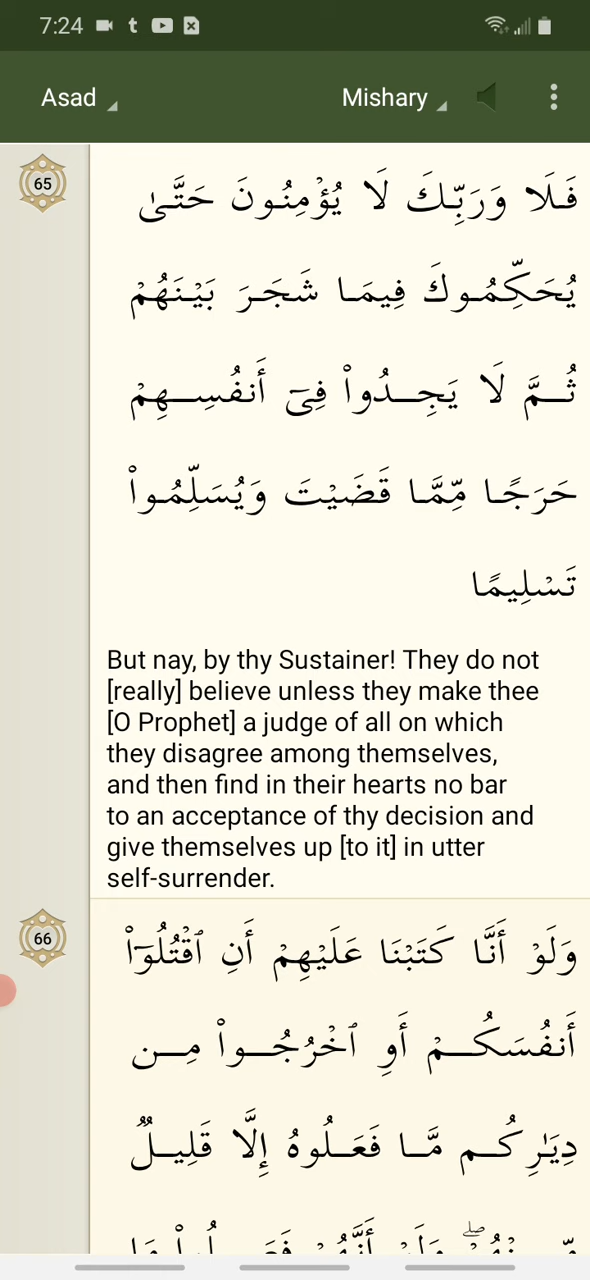 7:24
Asad
Mishary
65
فَلَا وَرَبِّكَ لَا يُؤْمِنُونَ حَتَّىٰ
يُحَكِّمُوكَ فِيمَا شَجَرَ بَيْنَهُمْ
ثُمَّ لَا يَجِدُوا۟ فِىٓ أَنفُسِهِمْ
حَرَجًا مِّمَّا قَضَيْتَ وَيُسَلِّمُوا۟
تَسْلِيمًا
But nay, by thy Sustainer! They do not
[really] believe unless they make thee
[O Prophet] a judge of all on which
they disagree among themselves,
and then find in their hearts no bar
to an acceptance of thy decision and
give themselves up [to it] in utter
self-surrender.
66
وَلَوْ أَنَّا كَتَبْنَا عَلَيْهِمْ أَنِ ٱقْتُلُوٓا۟
أَنفُسَكُمْ أَوِ ٱخْرُجُوا۟ مِن
دِيَـٰرِكُم مَّا فَعَلُوهُ إِلَّا قَلِيلٌ